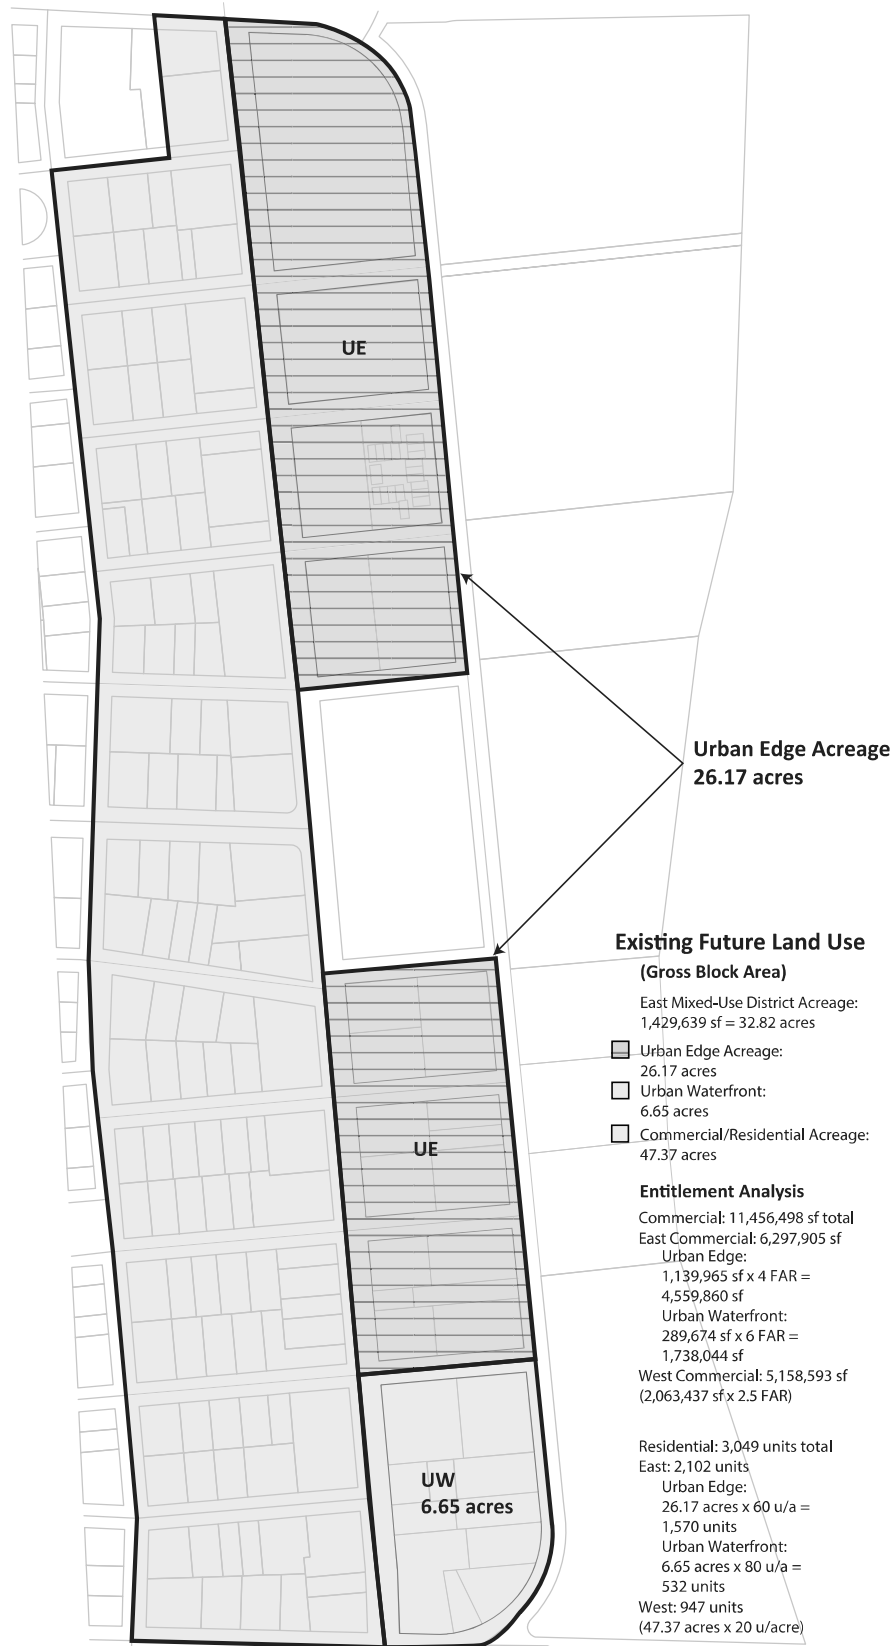 UE
Urban Edge Acreage
26.17 acres
Existing Future Land Use
(Gross Block Area)
East Mixed-Use District Acreage:
1,429,639 sf = 32.82 acres
Urban Edge Acreage:
26.17 acres
Urban Waterfront:
6.65 acres
Commercial/Residential Acreage:
47.37 acres
UE
Entitlement Analysis
Commercial: 11,456,498 sf total
East Commercial: 6,297,905 sf
Urban Edge:
1,139,965 sf x 4 FAR =
4,559,860 sf
Urban Waterfront:
289,674 sf x 6 FAR =
1,738,044 sf
West Commercial: 5,158,593 sf
(2,063,437 sf x 2.5 FAR)
Residential: 3,049 units total
East: 2,102 units
Urban Edge:
26.17 acres x 60 u/a =
1,570 units
Urban Waterfront:
6.65 acres x 80 u/a =
532 units
West: 947 units
(47.37 acres x 20 u/acre)
UW
6.65 acres